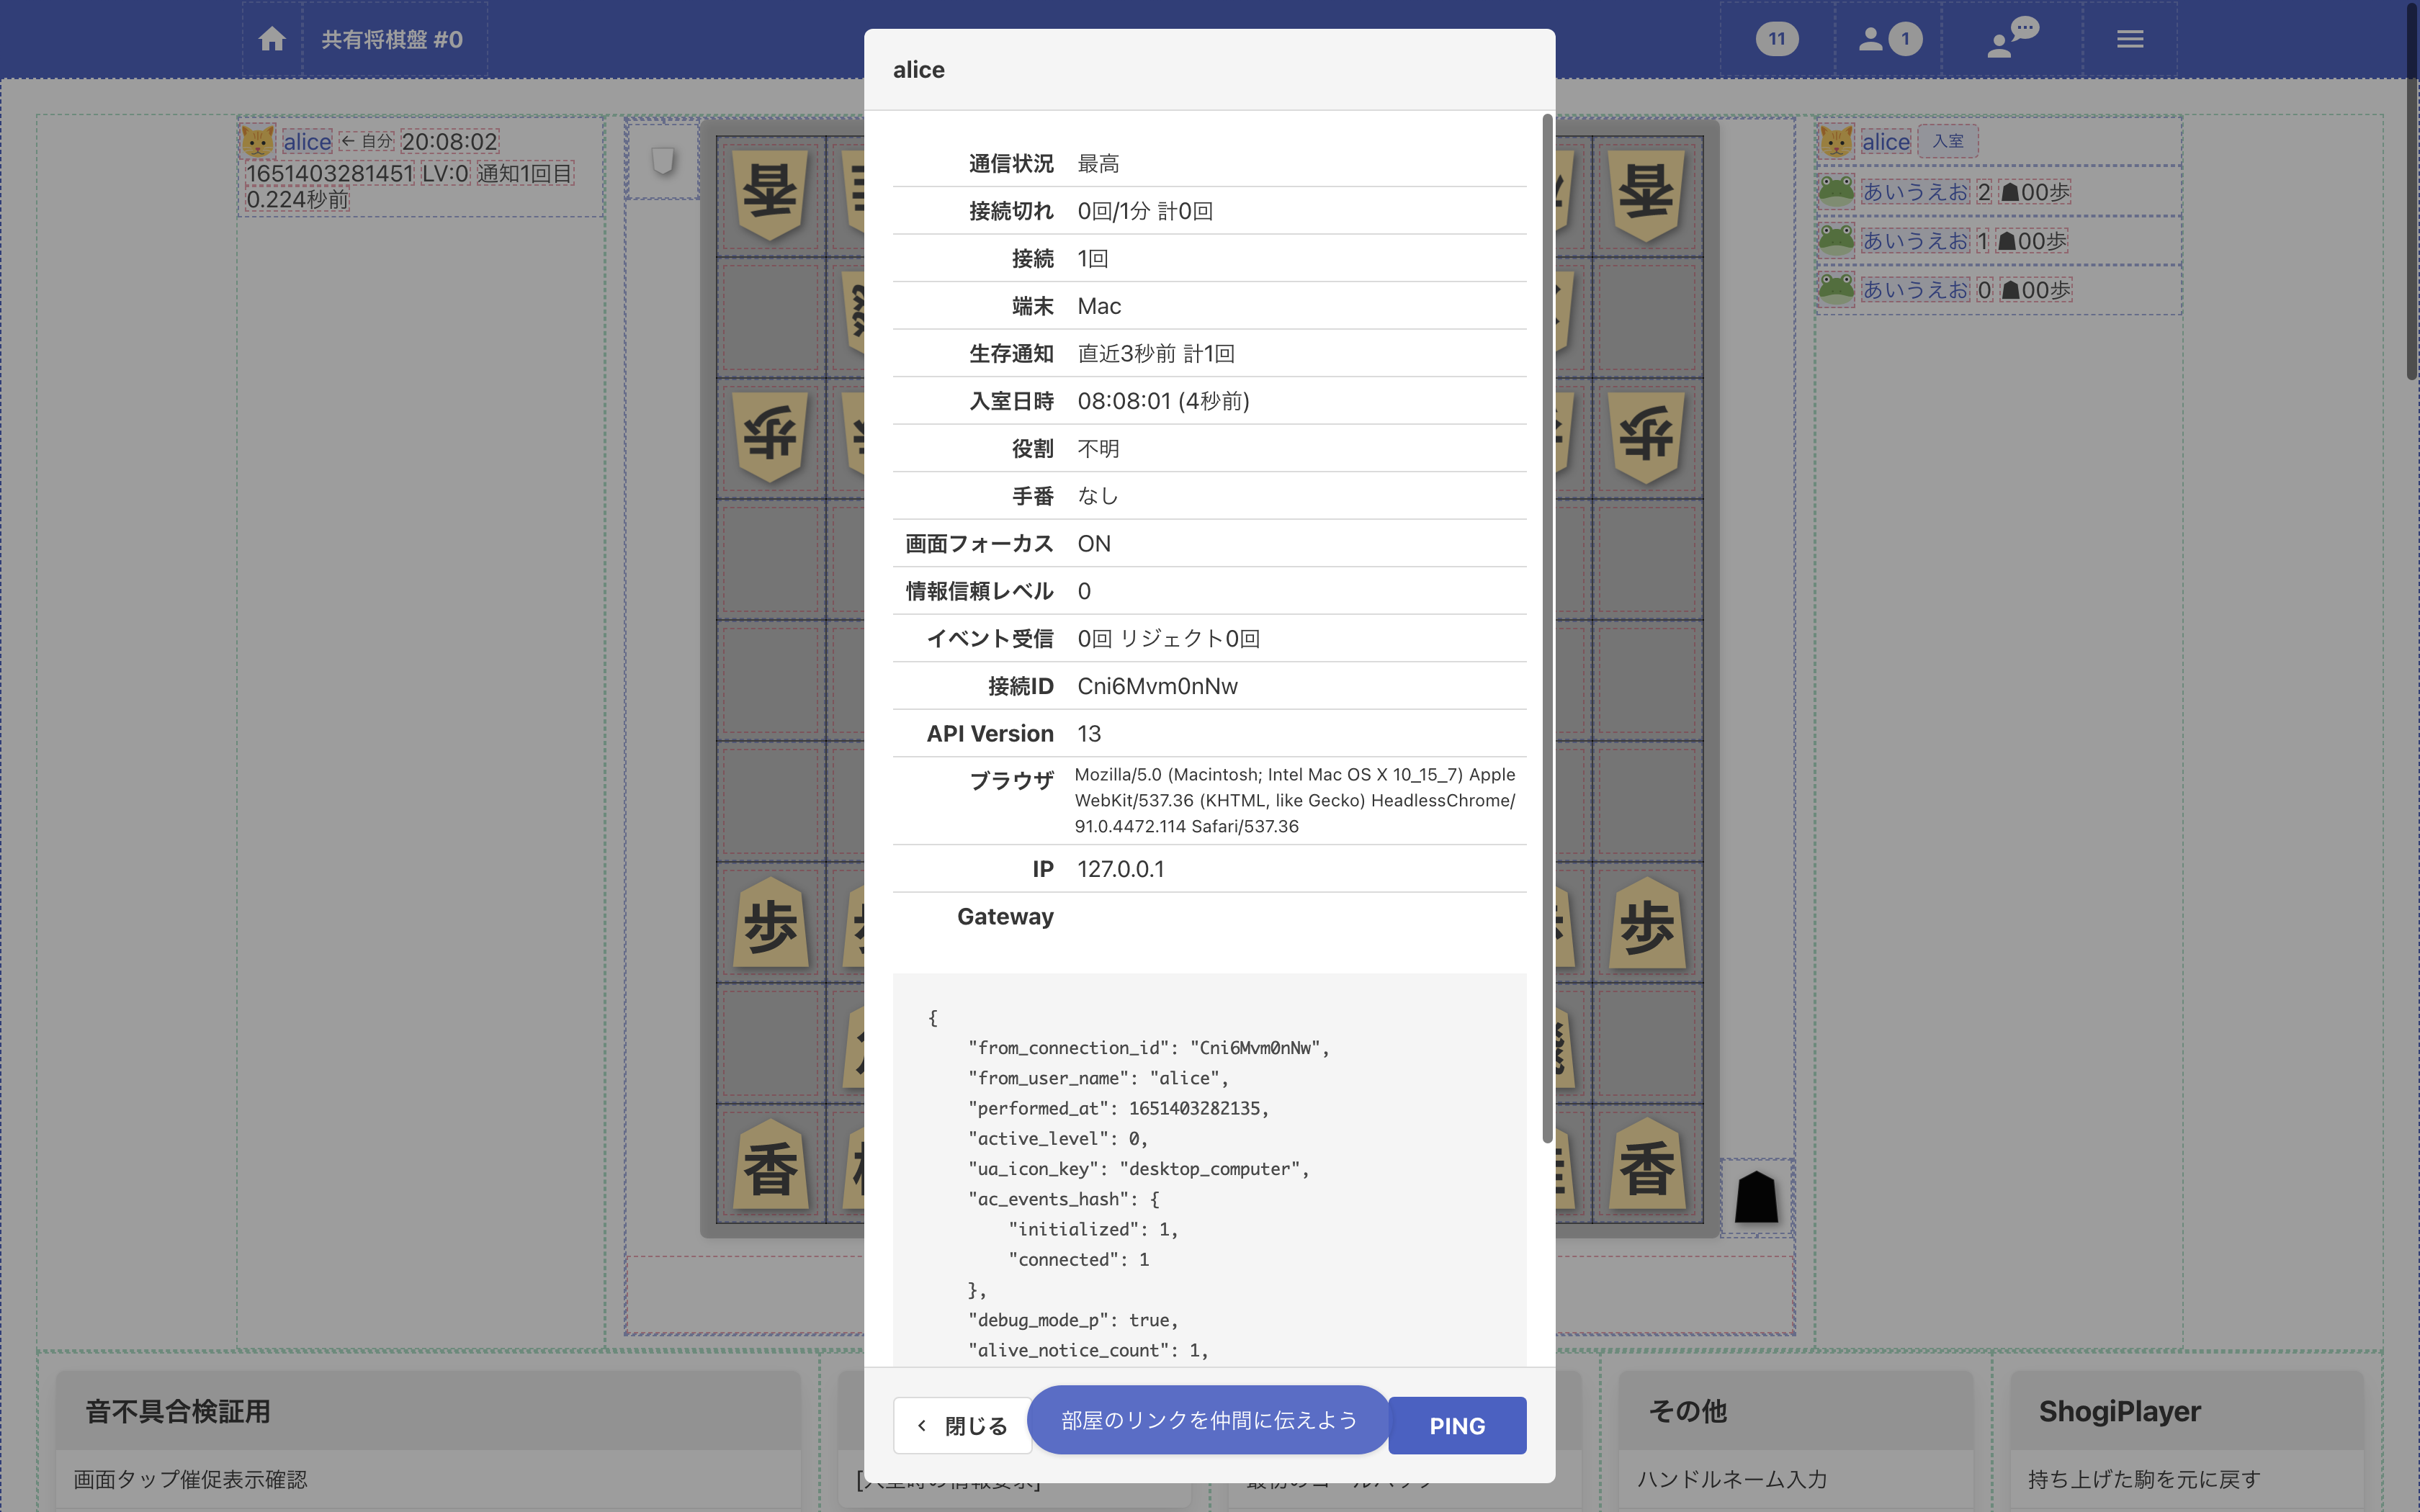 共有将棋盤 #0
11
1
alice ← 自分 20:08:02
1651403281451 LV:0 通知1回目
0.224秒前
alice
通信状況 最高
接続切れ 0回/1分 計0回
接続 1回
端末 Mac
生存通知 直近3秒前 計1回
入室日時 08:08:01 (4秒前)
役割 不明
手番 なし
画面フォーカス ON
情報信頼レベル 0
イベント受信 0回 リジェクト0回
接続ID Cni6Mvm0nNw
API Version 13
ブラウザ Mozilla/5.0 (Macintosh; Intel Mac OS X 10_15_7) Apple
WebKit/537.36 (KHTML, like Gecko) HeadlessChrome/
91.0.4472.114 Safari/537.36
IP 127.0.0.1
Gateway
{
"from_connection_id": "Cni6Mvm0nNw",
"from_user_name": "alice",
"performed_at": 1651403282135,
"active_level": 0,
"ua_icon_key": "desktop_computer",
"ac_events_hash": {
"initialized": 1,
"connected": 1
},
"debug_mode_p": true,
"alive_notice_count": 1,
閉じる
部屋のリンクを仲間に伝えよう
PING
alice 入室
あいうえお 2 ☗00歩
あいうえお 1 ☗00歩
あいうえお 0 ☗00歩
香 香
歩 歩
歩 歩
香 香
音不具合検証用
画面タップ催促表示確認
その他
ハンドルネーム入力
ShogiPlayer
持ち上げた駒を元に戻す